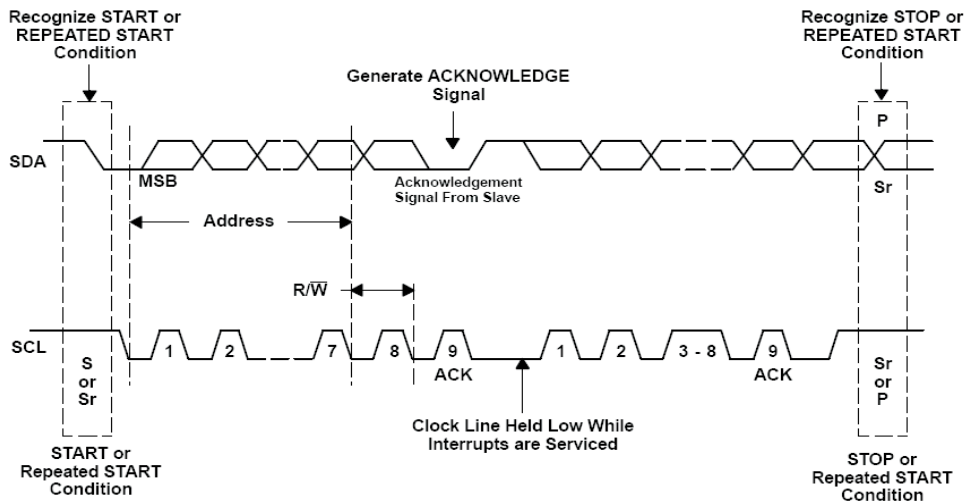 Recognize START or
REPEATED START
Condition
Recognize STOP or
REPEATED START
Condition
Generate ACKNOWLEDGE
Signal
P
SDA
MSB
Acknowledgement
Signal From Slave
Sr
Address
R/W̅
SCL
1
2
7
8
9
1
2
3 - 8
9
ACK
ACK
S
or
Sr
Sr
or
P
Clock Line Held Low While
Interrupts are Serviced
START or
Repeated START
Condition
STOP or
Repeated START
Condition